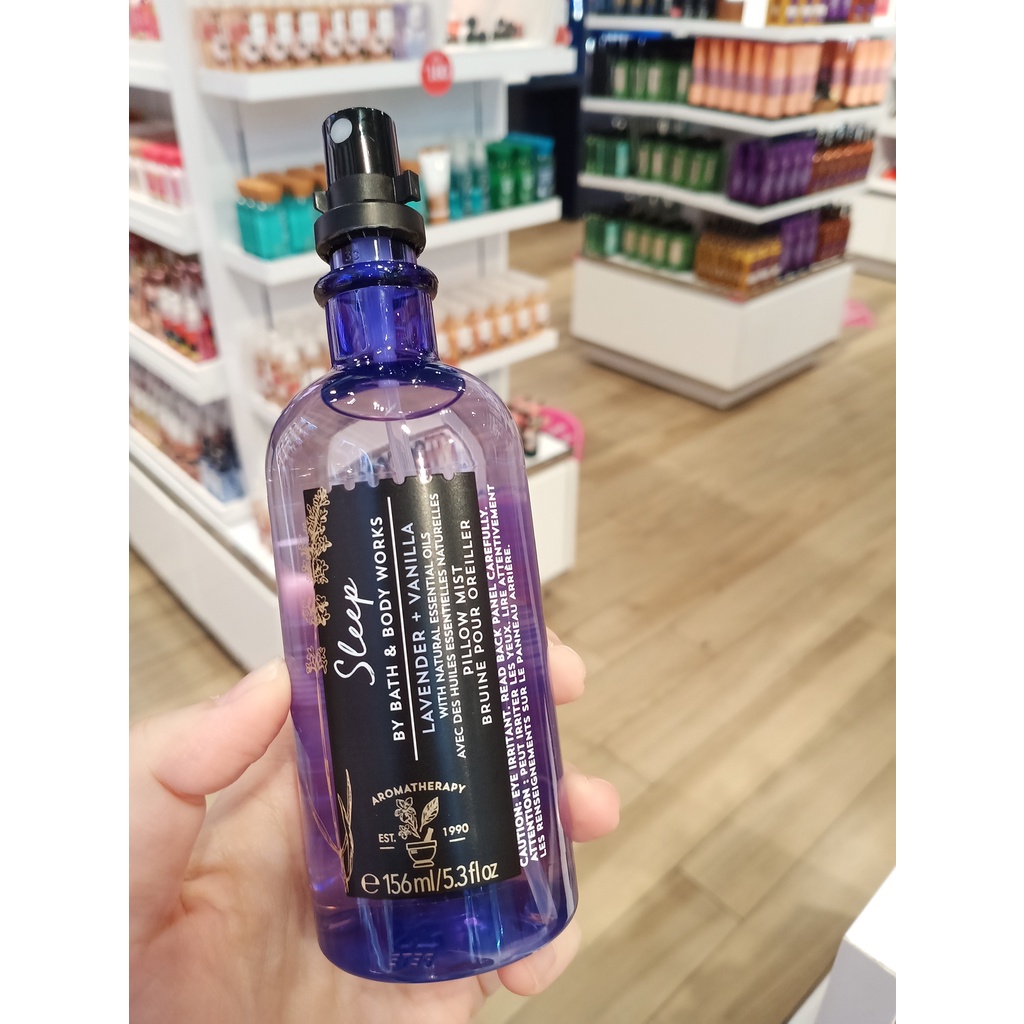 Sleep
BY BATH & BODY WORKS
LAVENDER + VANILLA
WITH NATURAL ESSENTIAL OILS
AVEC DES HUILES ESSENTIELLES NATURELLES
PILLOW MIST
BRUINE POUR OREILLER
CAUTION: EYE IRRITANT. READ BACK PANEL CAREFULLY.
ATTENTION : PEUT IRRITER LES YEUX. LIRE ATTENTIVEMENT
LES RENSEIGNEMENTS SUR LE PANNEAU ARRIÈRE.
AROMATHERAPY
EST. 1990
℮ 156 ml/5.3 fl oz